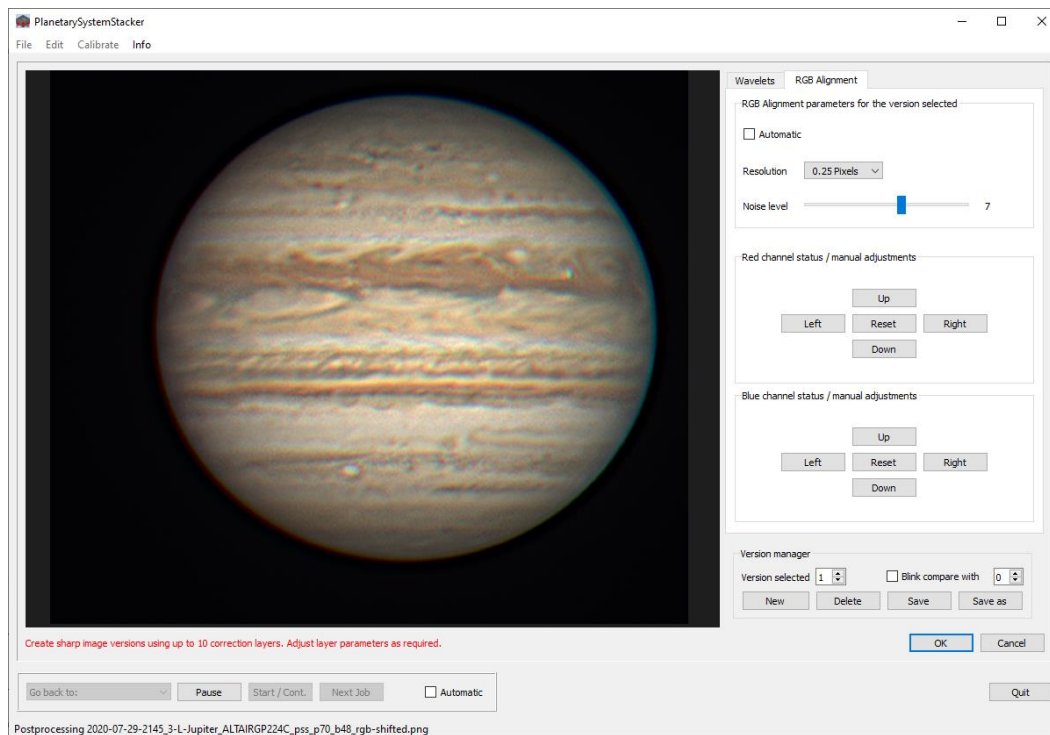 PlanetarySystemStacker
File Edit Calibrate Info
Wavelets RGB Alignment
RGB Alignment parameters for the version selected
Automatic
Resolution 0.25 Pixels
Noise level 7
Red channel status / manual adjustments
Up
Left Reset Right
Down
Blue channel status / manual adjustments
Up
Left Reset Right
Down
Version manager
Version selected 1 Blink compare with 0
New Delete Save Save as
Create sharp image versions using up to 10 correction layers. Adjust layer parameters as required.
OK Cancel
Go back to: Pause Start / Cont. Next Job Automatic Quit
Postprocessing 2020-07-29-2145_3-L-Jupiter_ALTAIRGP224C_pss_p70_b48_rgb-shifted.png